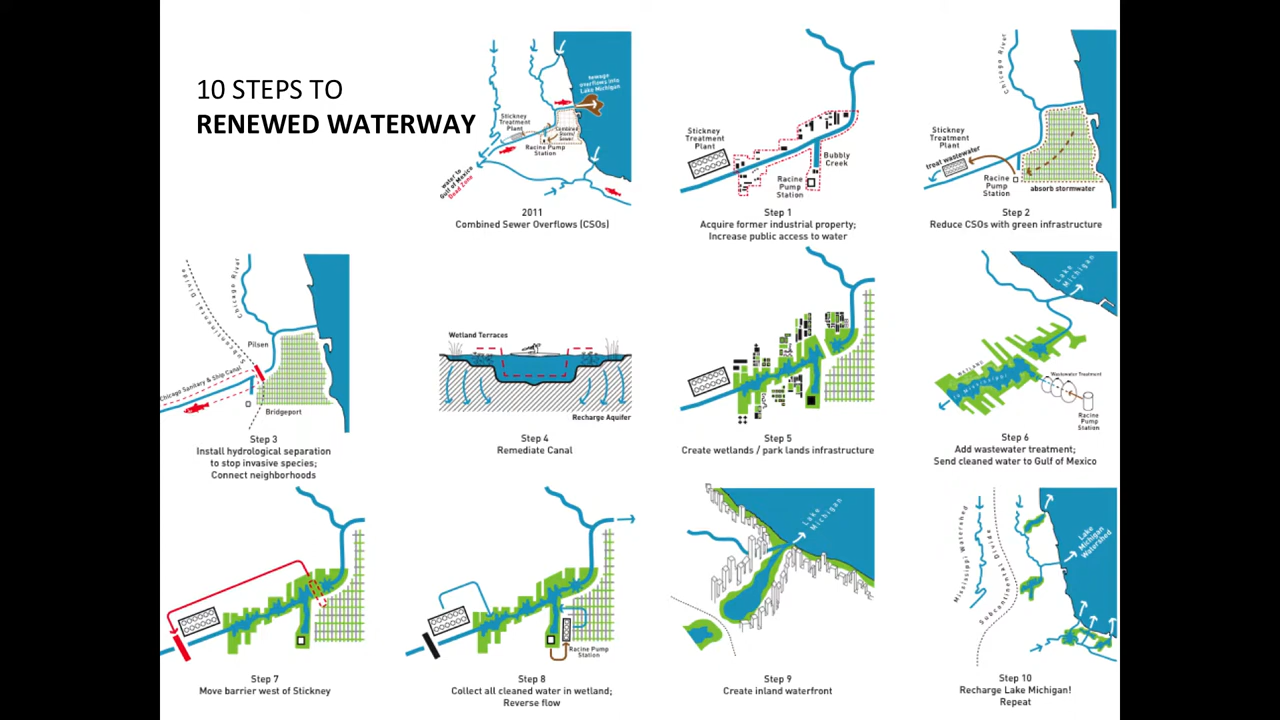 10 STEPS TO
RENEWED WATERWAY
sewage
overflows into
Lake Michigan
Stickney
Treatment
Plant
Combined
Storm/
Sewer
Racine Pump
Station
water to
Gulf of Mexico
Dead Zone
2011
Combined Sewer Overflows (CSOs)
Stickney
Treatment
Plant
Bubbly
Creek
Racine
Pump
Station
Step 1
Acquire former industrial property;
Increase public access to water
Chicago River
Stickney
Treatment
Plant
treat wastewater
Racine
Pump
Station
absorb stormwater
Step 2
Reduce CSOs with green infrastructure
Subcontinental Divide
Chicago River
Pilsen
Chicago Sanitary & Ship Canal
Bridgeport
Step 3
Install hydrological separation
to stop invasive species;
Connect neighborhoods
Wetland Terraces
Recharge Aquifer
Step 4
Remediate Canal
Step 5
Create wetlands / park lands infrastructure
Lake
Michigan
Wetland
to Mississippi
Wastewater Treatment
Racine
Pump
Station
Step 6
Add wastewater treatment;
Send cleaned water to Gulf of Mexico
Step 7
Move barrier west of Stickney
Racine Pump
Station
Step 8
Collect all cleaned water in wetland;
Reverse flow
Lake
Michigan
Step 9
Create inland waterfront
Mississippi Watershed
Subcontinental Divide
Lake
Michigan
Watershed
Step 10
Recharge Lake Michigan!
Repeat